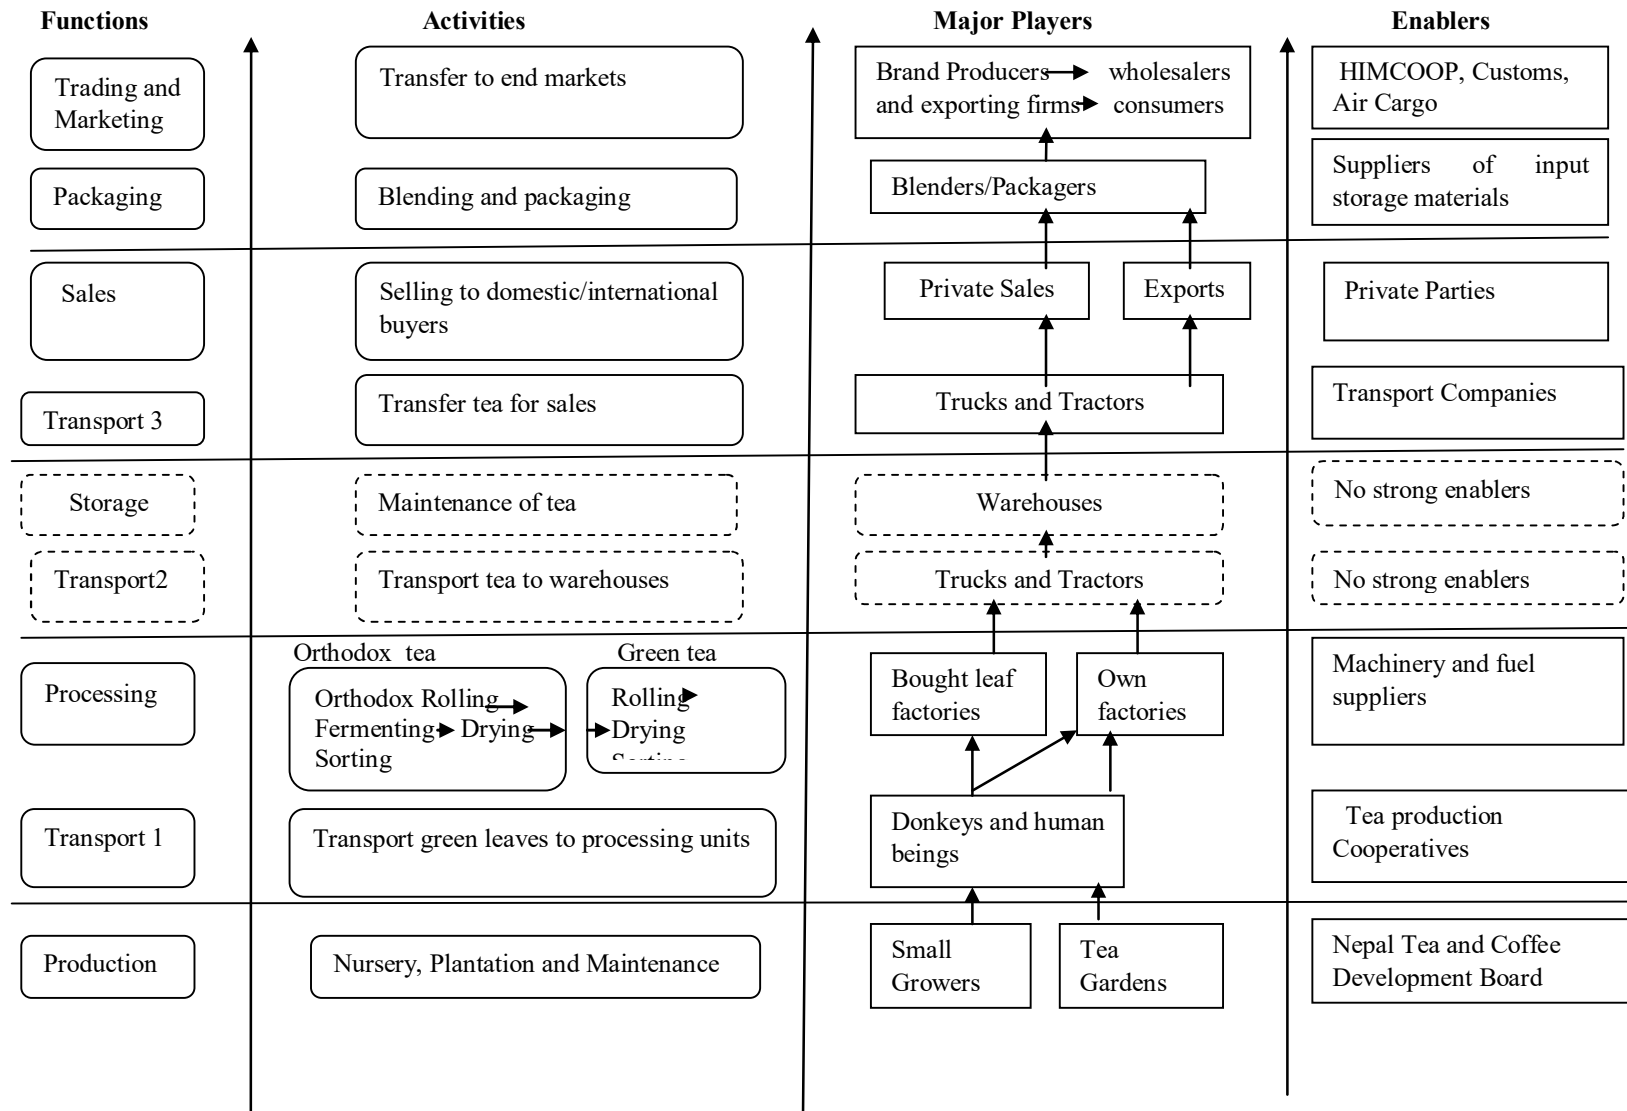 Functions Activities Major Players Enablers
Trading and
Marketing
Transfer to end markets
Brand Producers wholesalers
and exporting firms consumers
HIMCOOP, Customs,
Air Cargo
Packaging
Blending and packaging
Blenders/Packagers
Suppliers of input
storage materials
Sales
Selling to domestic/international
buyers
Private Sales
Exports
Private Parties
Transport 3
Transfer tea for sales
Trucks and Tractors
Transport Companies
Storage
Maintenance of tea
Warehouses
No strong enablers
Transport2
Transport tea to warehouses
Trucks and Tractors
No strong enablers
Processing
Orthodox tea
Orthodox Rolling
Fermenting Drying
Sorting
Green tea
Rolling
Drying
Bought leaf
factories
Own
factories
Machinery and fuel
suppliers
Transport 1
Transport green leaves to processing units
Donkeys and human
beings
Tea production
Cooperatives
Production
Nursery, Plantation and Maintenance
Small
Growers
Tea
Gardens
Nepal Tea and Coffee
Development Board